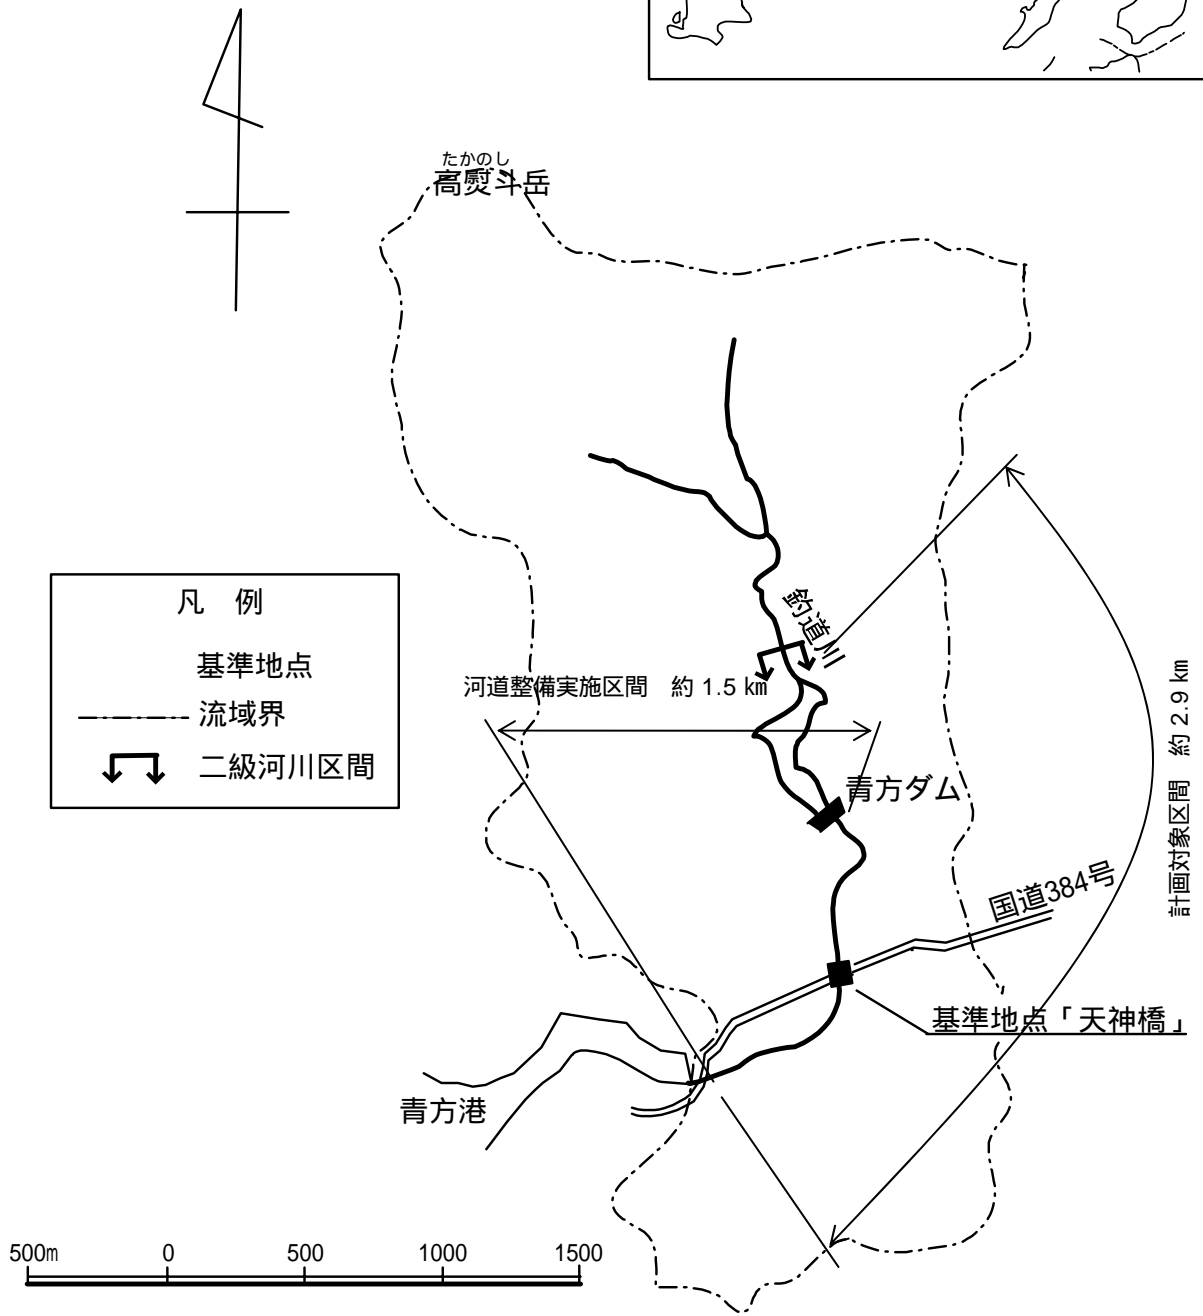 たかのし
高熨斗岳
釣道川
河道整備実施区間　約 1.5 km
凡　例
基準地点
流域界
二級河川区間
青方ダム
計画対象区間　約 2.9 km
国道384号
基準地点「天神橋」
青方港
500m　0　500　1000　1500